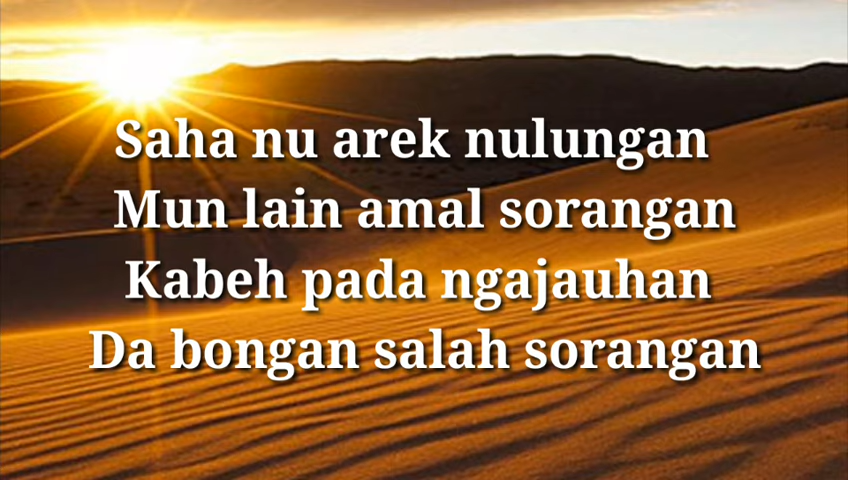 Saha nu arek nulungan
Mun lain amal sorangan
Kabeh pada ngajauhan
Da bongan salah sorangan